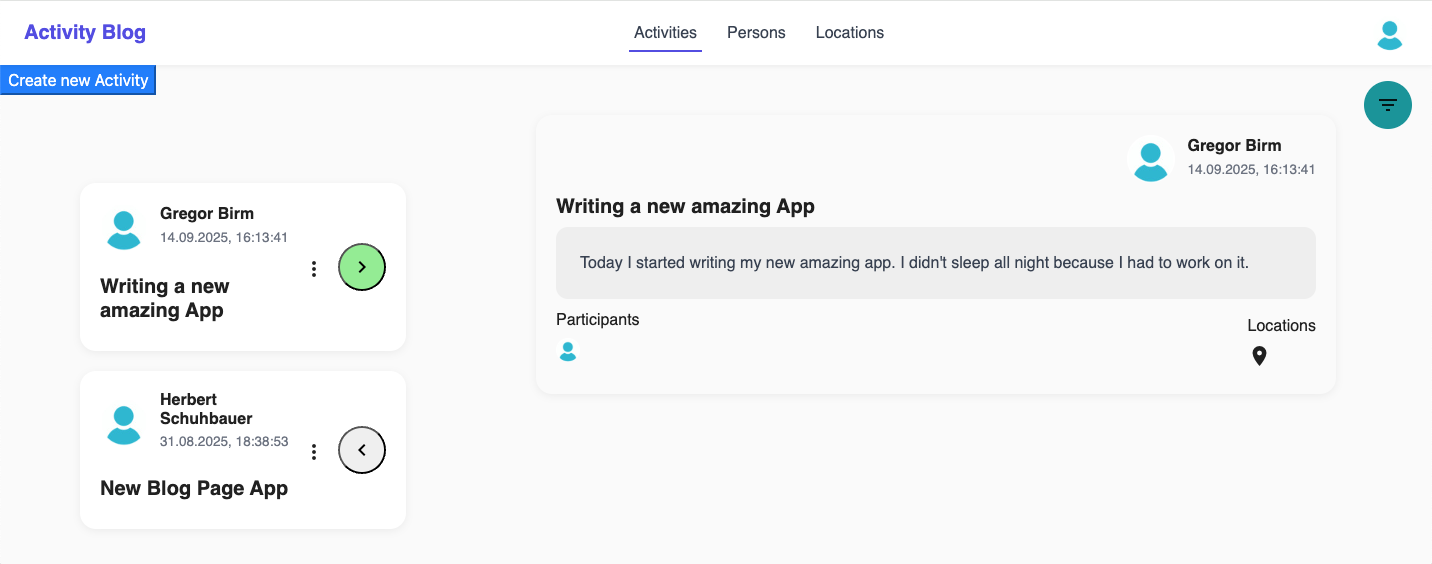 Activity Blog
Activities
Persons
Locations
Create new Activity
Gregor Birm
14.09.2025, 16:13:41
Writing a new
amazing App
Herbert
Schuhbauer
31.08.2025, 18:38:53
New Blog Page App
Gregor Birm
14.09.2025, 16:13:41
Writing a new amazing App
Today I started writing my new amazing app. I didn't sleep all night because I had to work on it.
Participants
Locations